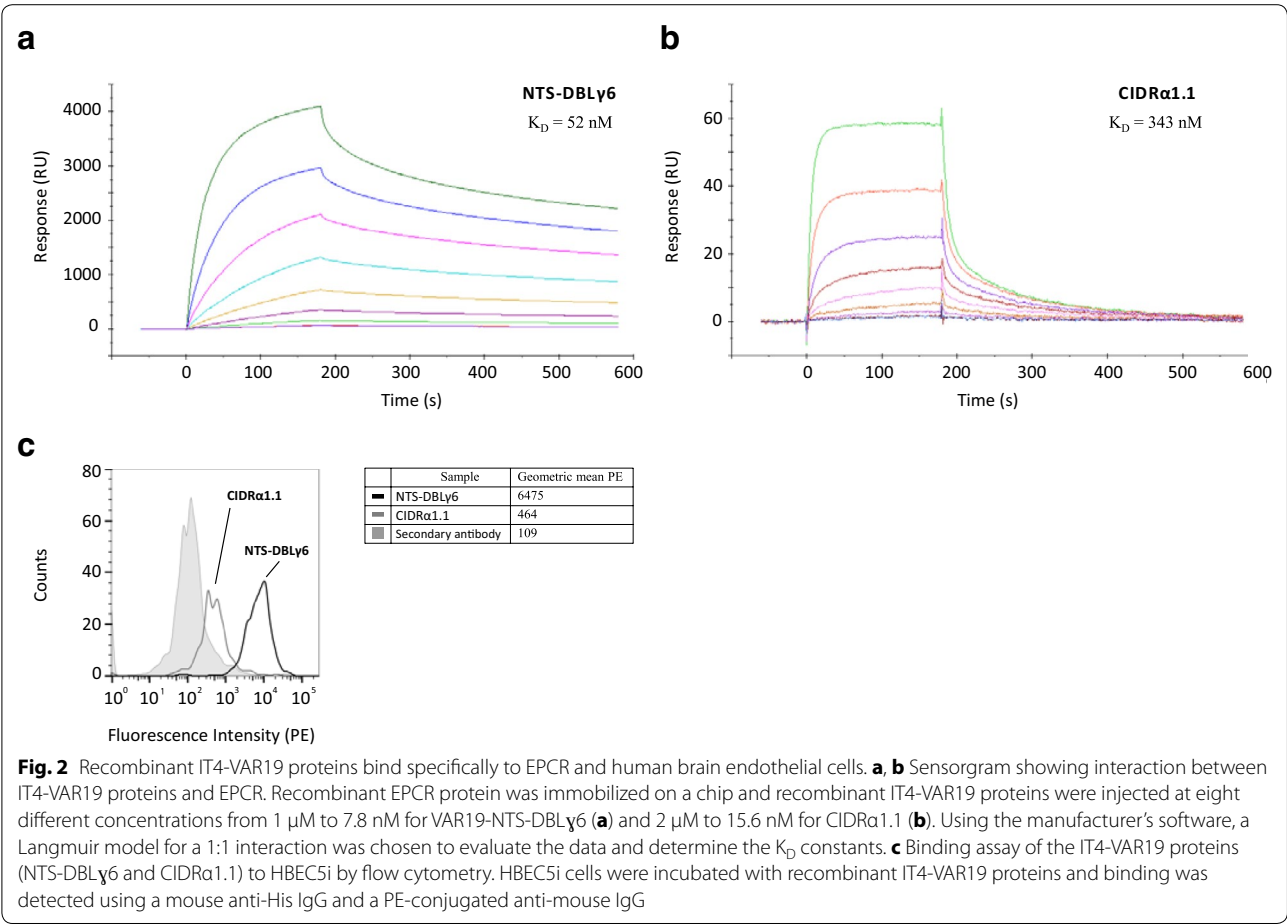 a
NTS-DBLγ6
K_D = 52 nM
4000
3000
2000
1000
0
Response (RU)
0 100 200 300 400 500 600
Time (s)
b
CIDRα1.1
K_D = 343 nM
60
40
20
0
Response (RU)
0 100 200 300 400 500 600
Time (s)
c
80
60
40
20
0
Counts
CIDRα1.1
NTS-DBLγ6
10^0 10^1 10^2 10^3 10^4 10^5
Fluorescence Intensity (PE)
Sample Geometric mean PE
NTS-DBLγ6 6475
CIDRα1.1 464
Secondary antibody 109
Fig. 2 Recombinant IT4-VAR19 proteins bind specifically to EPCR and human brain endothelial cells. a, b Sensorgram showing interaction between
IT4-VAR19 proteins and EPCR. Recombinant EPCR protein was immobilized on a chip and recombinant IT4-VAR19 proteins were injected at eight
different concentrations from 1 μM to 7.8 nM for VAR19-NTS-DBLɣ6 (a) and 2 μM to 15.6 nM for CIDRα1.1 (b). Using the manufacturer's software, a
Langmuir model for a 1:1 interaction was chosen to evaluate the data and determine the K_D constants. c Binding assay of the IT4-VAR19 proteins
(NTS-DBLɣ6 and CIDRα1.1) to HBEC5i by flow cytometry. HBEC5i cells were incubated with recombinant IT4-VAR19 proteins and binding was
detected using a mouse anti-His IgG and a PE-conjugated anti-mouse IgG